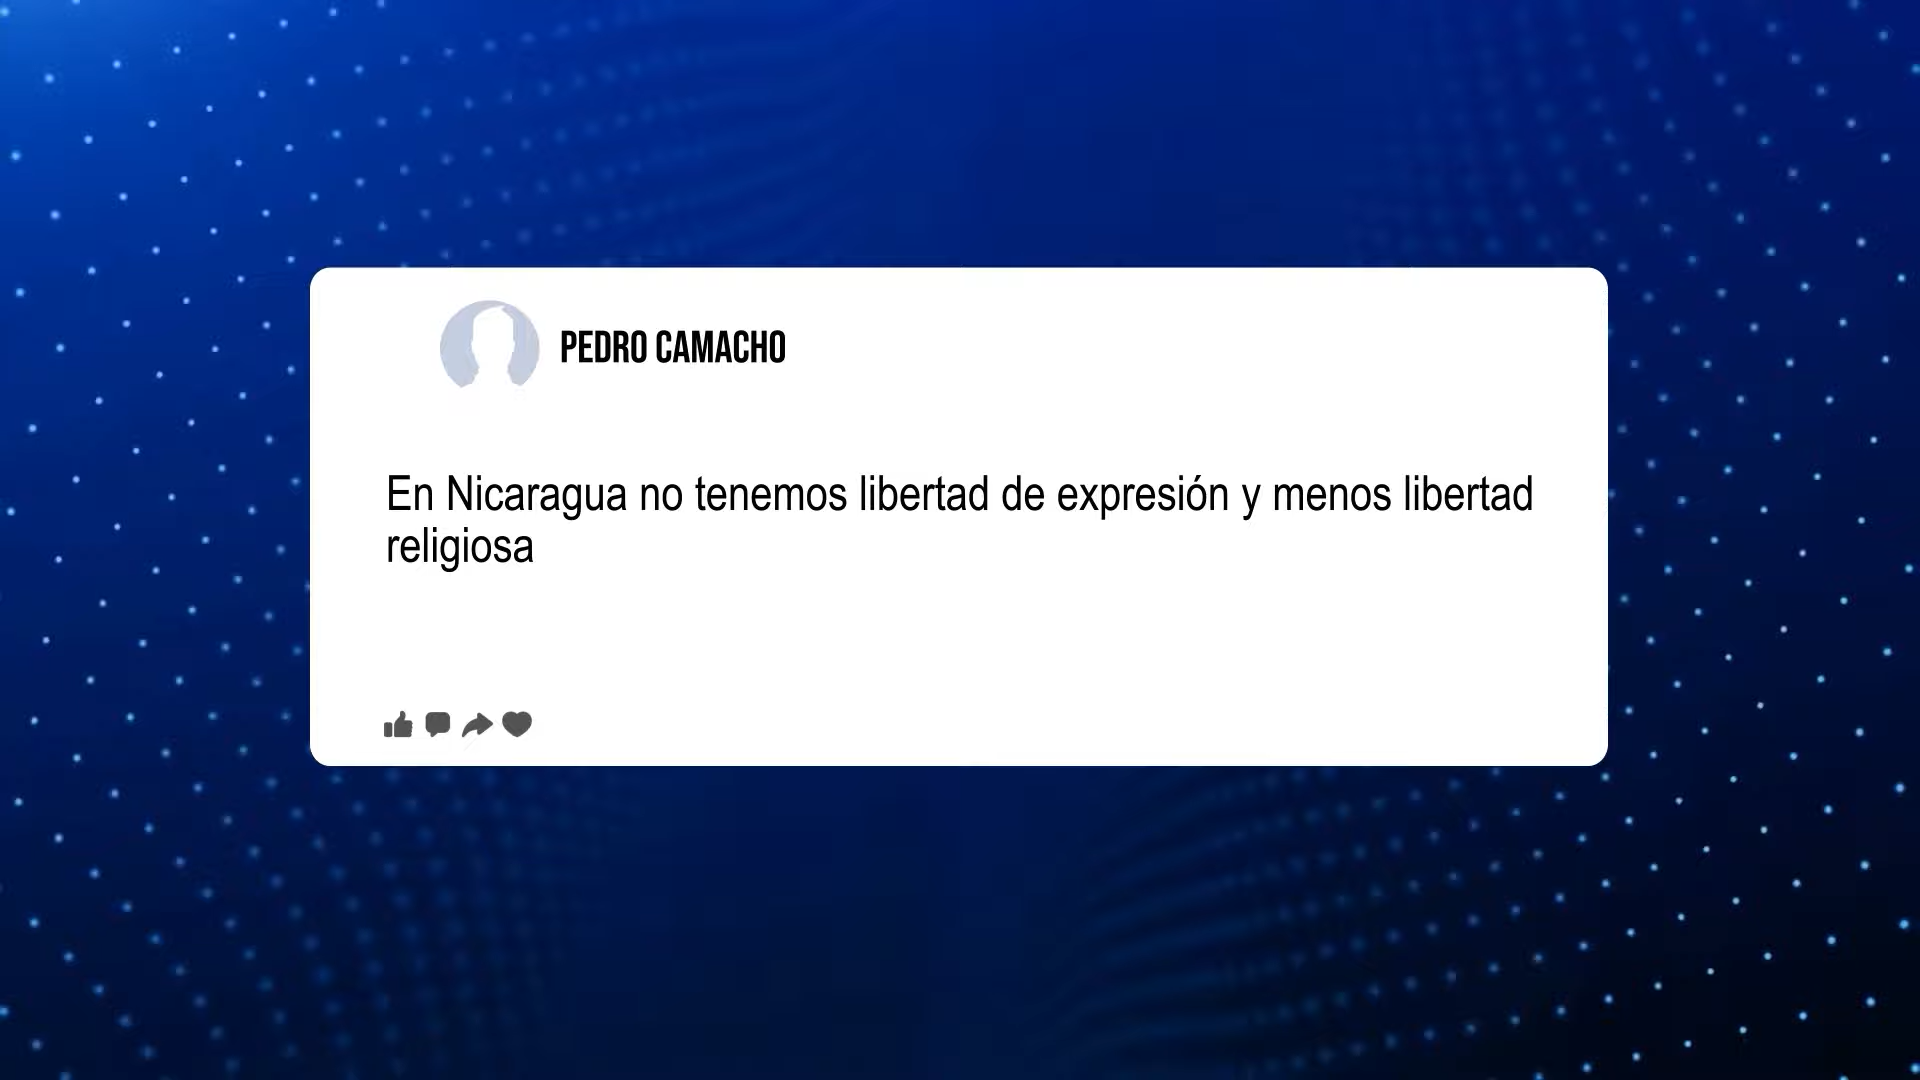 PEDRO CAMACHO
En Nicaragua no tenemos libertad de expresión y menos libertad
religiosa